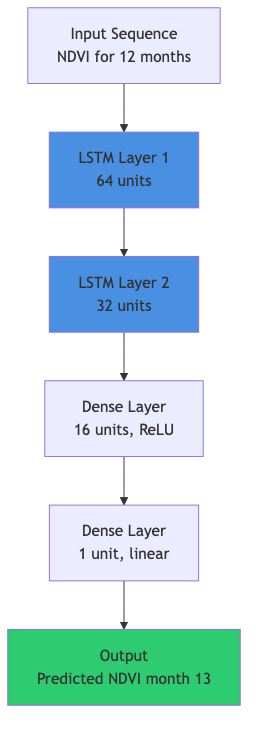 Input Sequence
NDVI for 12 months
LSTM Layer 1
64 units
LSTM Layer 2
32 units
Dense Layer
16 units, ReLU
Dense Layer
1 unit, linear
Output
Predicted NDVI month 13